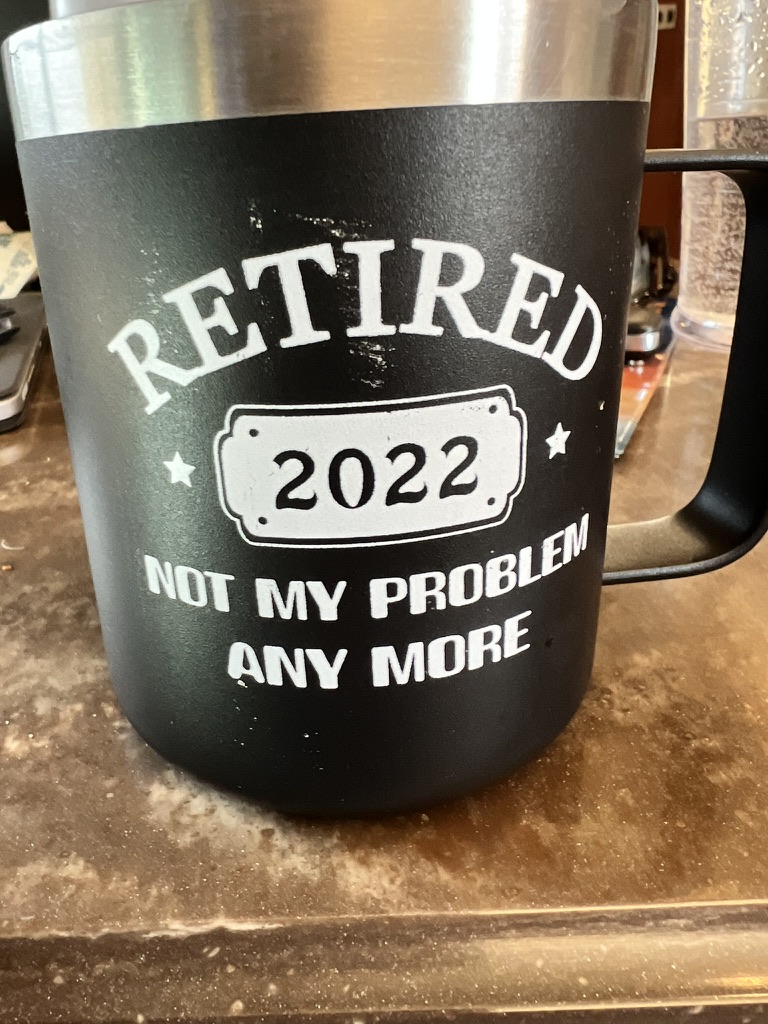 RETIRED
2022
NOT MY PROBLEM
ANY MORE